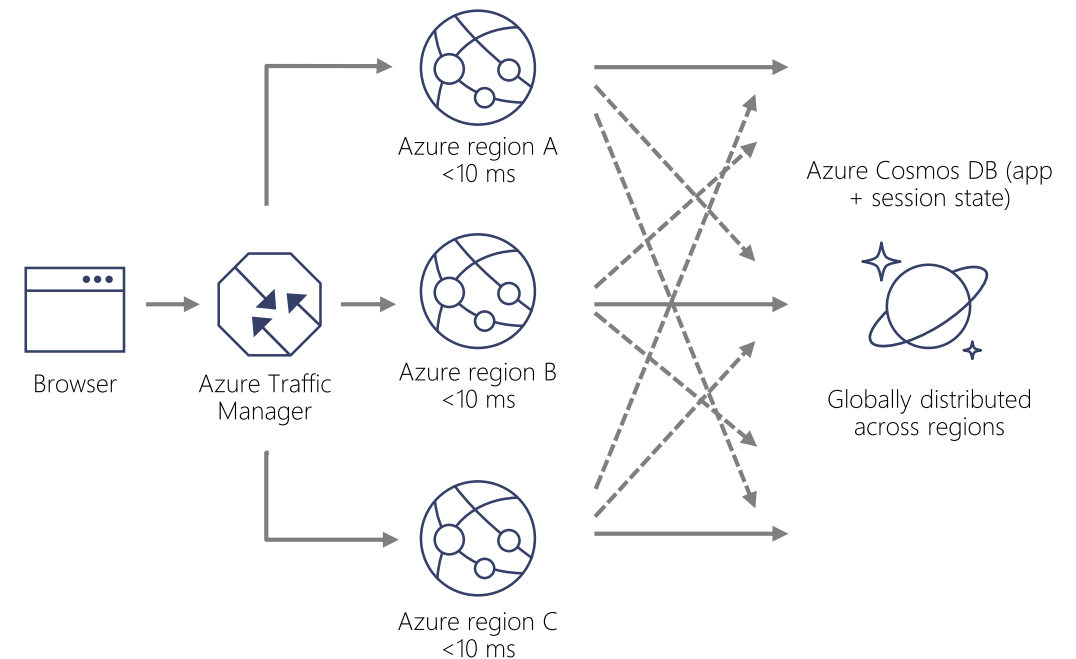 Azure region A
<10 ms
Azure Cosmos DB (app
+ session state)
Browser
Azure Traffic
Manager
Azure region B
<10 ms
Globally distributed
across regions
Azure region C
<10 ms